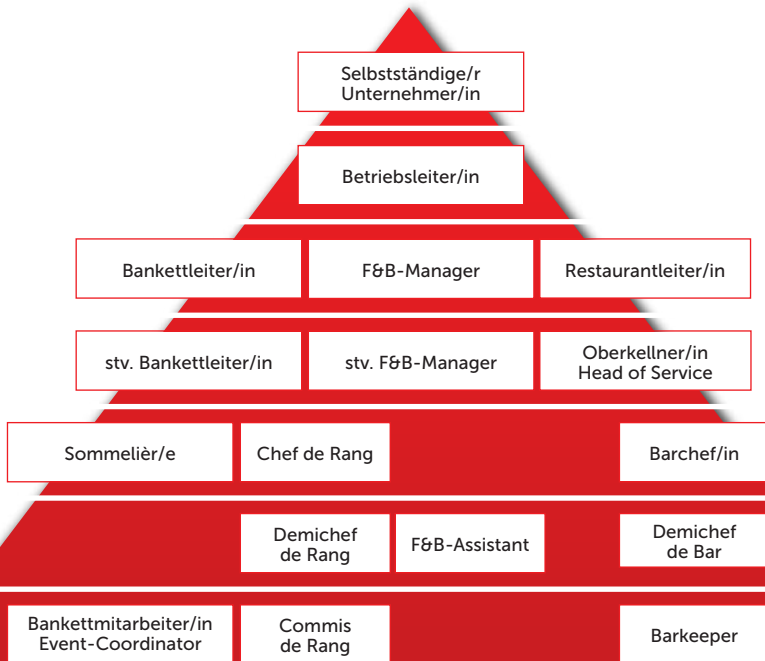 Selbstständige/r
Unternehmer/in
Betriebsleiter/in
Bankettleiter/in
F&B-Manager
Restaurantleiter/in
stv. Bankettleiter/in
stv. F&B-Manager
Oberkellner/in
Head of Service
Sommelièr/e
Chef de Rang
Barchef/in
Demichef
de Rang
F&B-Assistant
Demichef
de Bar
Bankettmitarbeiter/in
Event-Coordinator
Commis
de Rang
Barkeeper